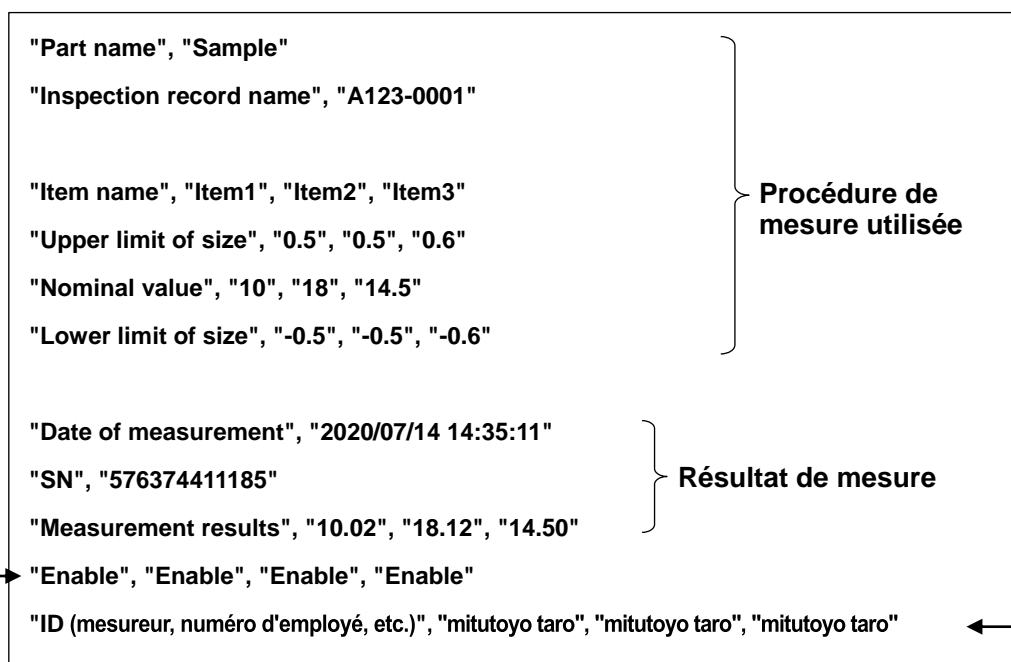 "Part name", "Sample"
"Inspection record name", "A123-0001"
"Item name", "Item1", "Item2", "Item3"
"Upper limit of size", "0.5", "0.5", "0.6"
"Nominal value", "10", "18", "14.5"
"Lower limit of size", "-0.5", "-0.5", "-0.6"
Procédure de
mesure utilisée
"Date of measurement", "2020/07/14 14:35:11"
"SN", "576374411185"
"Measurement results", "10.02", "18.12", "14.50"
Résultat de mesure
"Enable", "Enable", "Enable", "Enable"
"ID (mesureur, numéro d'employé, etc.)", "mitutoyo taro", "mitutoyo taro", "mitutoyo taro"